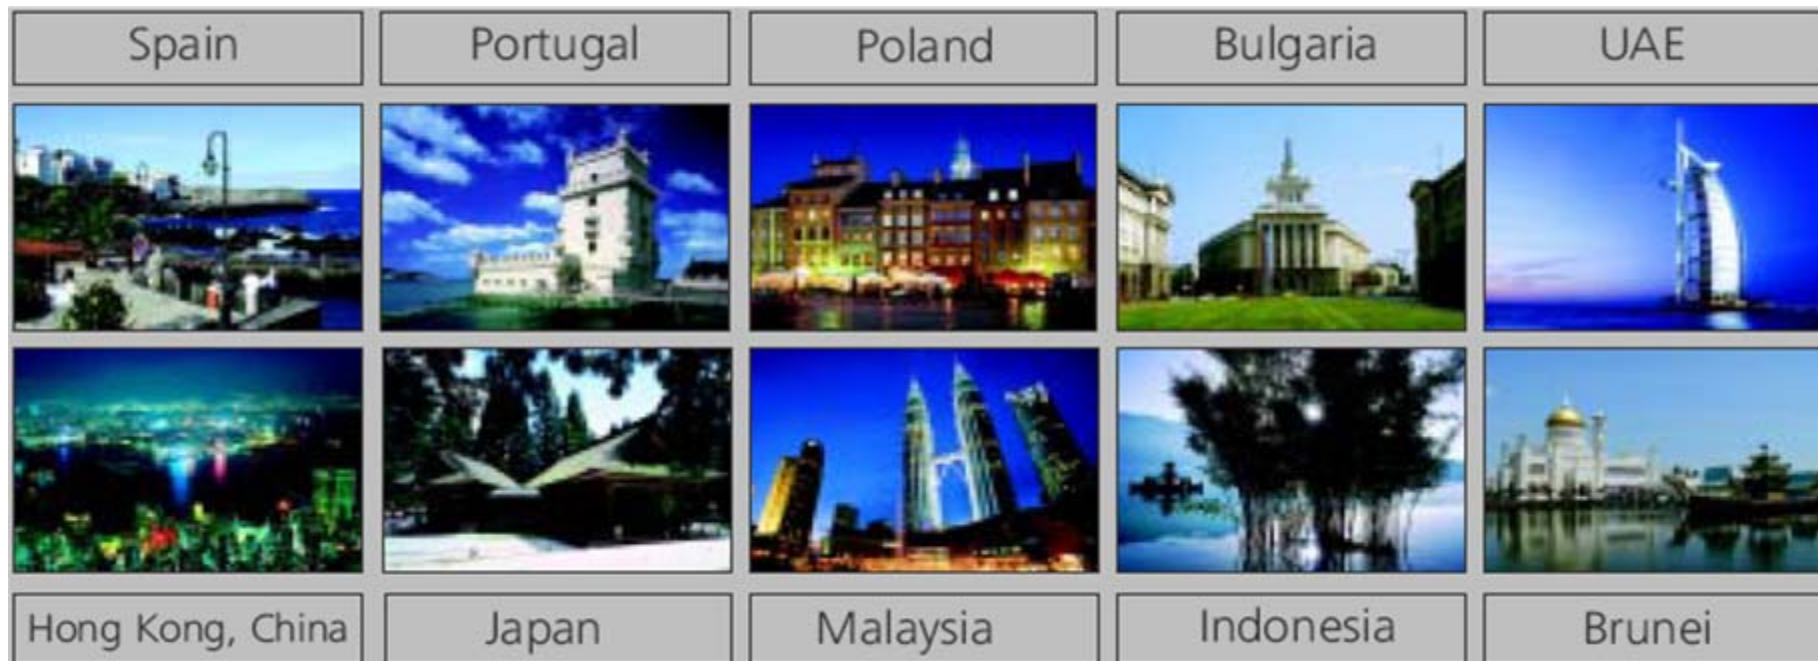 Spain
Portugal
Poland
Bulgaria
UAE
Hong Kong, China
Japan
Malaysia
Indonesia
Brunei